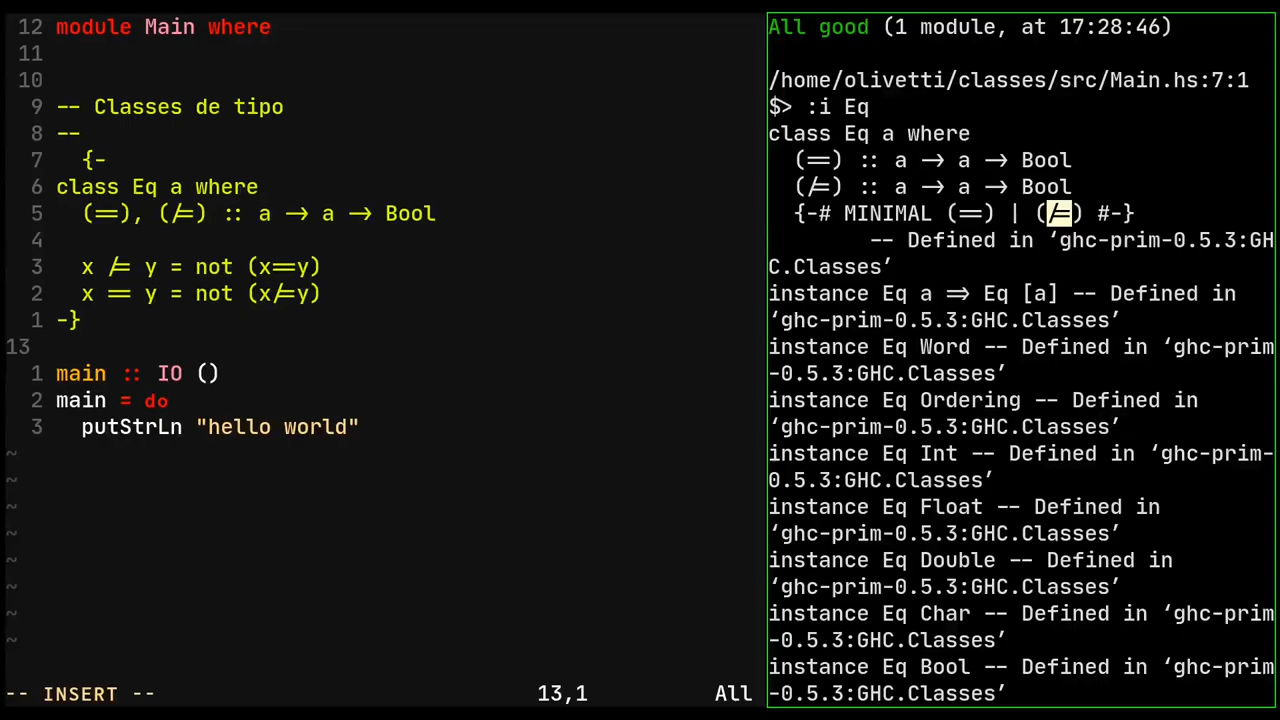 12 module Main where
11
10
9 -- Classes de tipo
8 --
7   {-
6 class Eq a where
5   (==), (/=) :: a -> a -> Bool
4
3   x /= y = not (x==y)
2   x == y = not (x/=y)
1 -}
13
1 main :: IO ()
2 main = do
3   putStrLn "hello world"
~
~
~
~
~
~
~
~
-- INSERT -- 13,1 All
All good (1 module, at 17:28:46)
/home/olivetti/classes/src/Main.hs:7:1
$> :i Eq
class Eq a where
  (==) :: a -> a -> Bool
  (/=) :: a -> a -> Bool
  {-# MINIMAL (==) | (/=) #-}
        -- Defined in ‘ghc-prim-0.5.3:GH
C.Classes’
instance Eq a => Eq [a] -- Defined in
‘ghc-prim-0.5.3:GHC.Classes’
instance Eq Word -- Defined in ‘ghc-prim
-0.5.3:GHC.Classes’
instance Eq Ordering -- Defined in
‘ghc-prim-0.5.3:GHC.Classes’
instance Eq Int -- Defined in ‘ghc-prim-
0.5.3:GHC.Classes’
instance Eq Float -- Defined in
‘ghc-prim-0.5.3:GHC.Classes’
instance Eq Double -- Defined in
‘ghc-prim-0.5.3:GHC.Classes’
instance Eq Char -- Defined in ‘ghc-prim
-0.5.3:GHC.Classes’
instance Eq Bool -- Defined in ‘ghc-prim
-0.5.3:GHC.Classes’